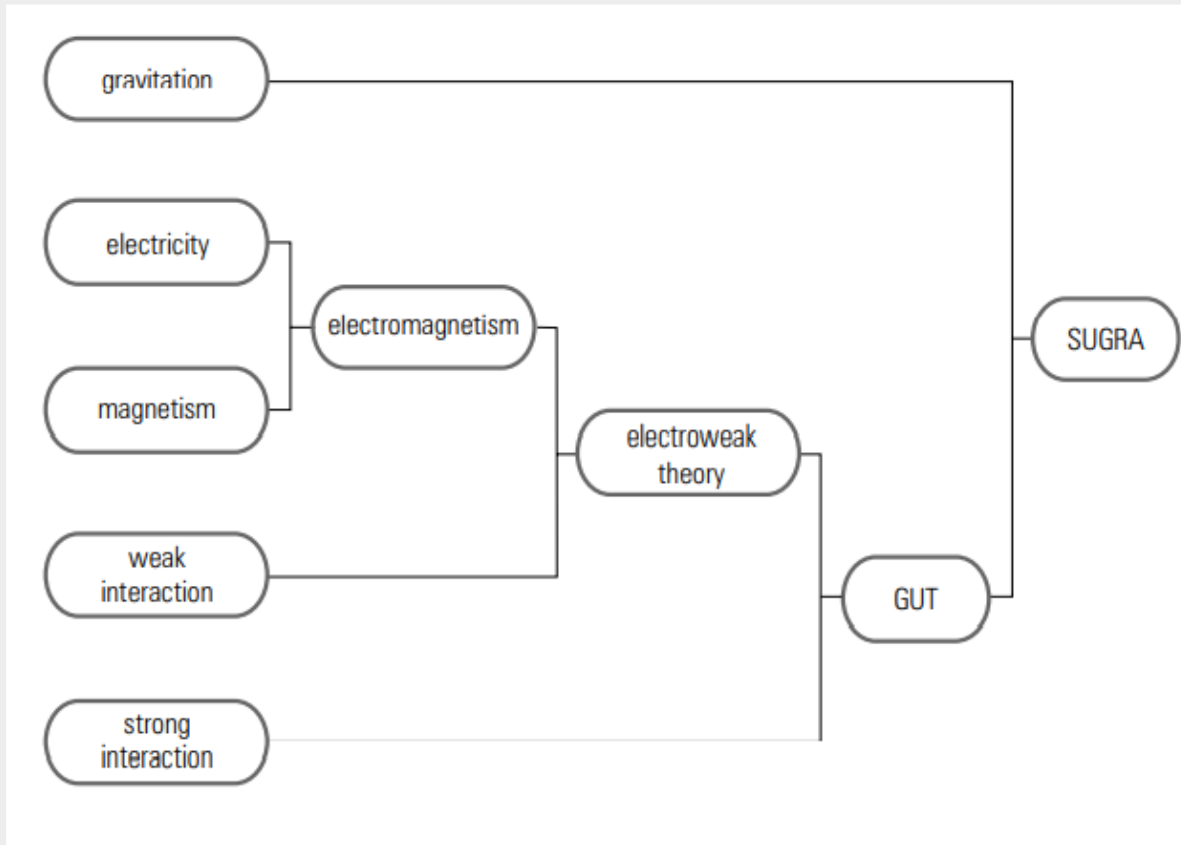 gravitation
electricity
electromagnetism
SUGRA
magnetism
electroweak
theory
weak
interaction
GUT
strong
interaction